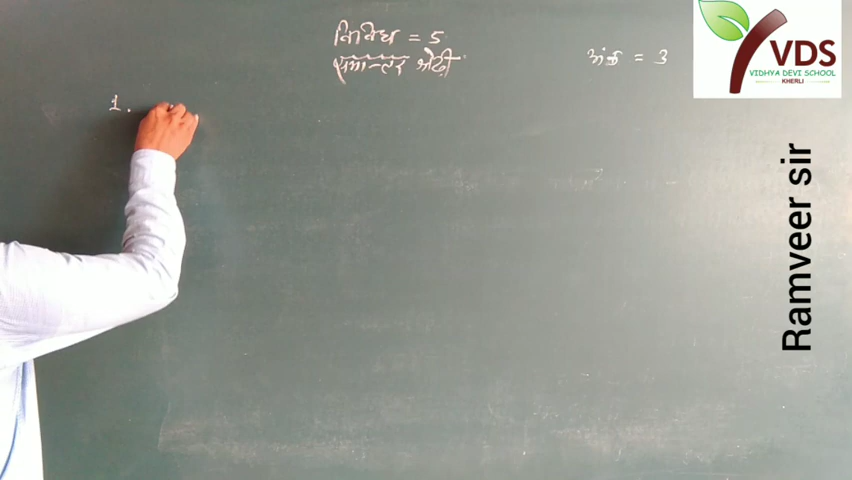 विविध = 5
समान्तर श्रेढ़ी
अंक = 3
1.
VDS
VIDHYA DEVI SCHOOL
KHERLI
Ramveer sir